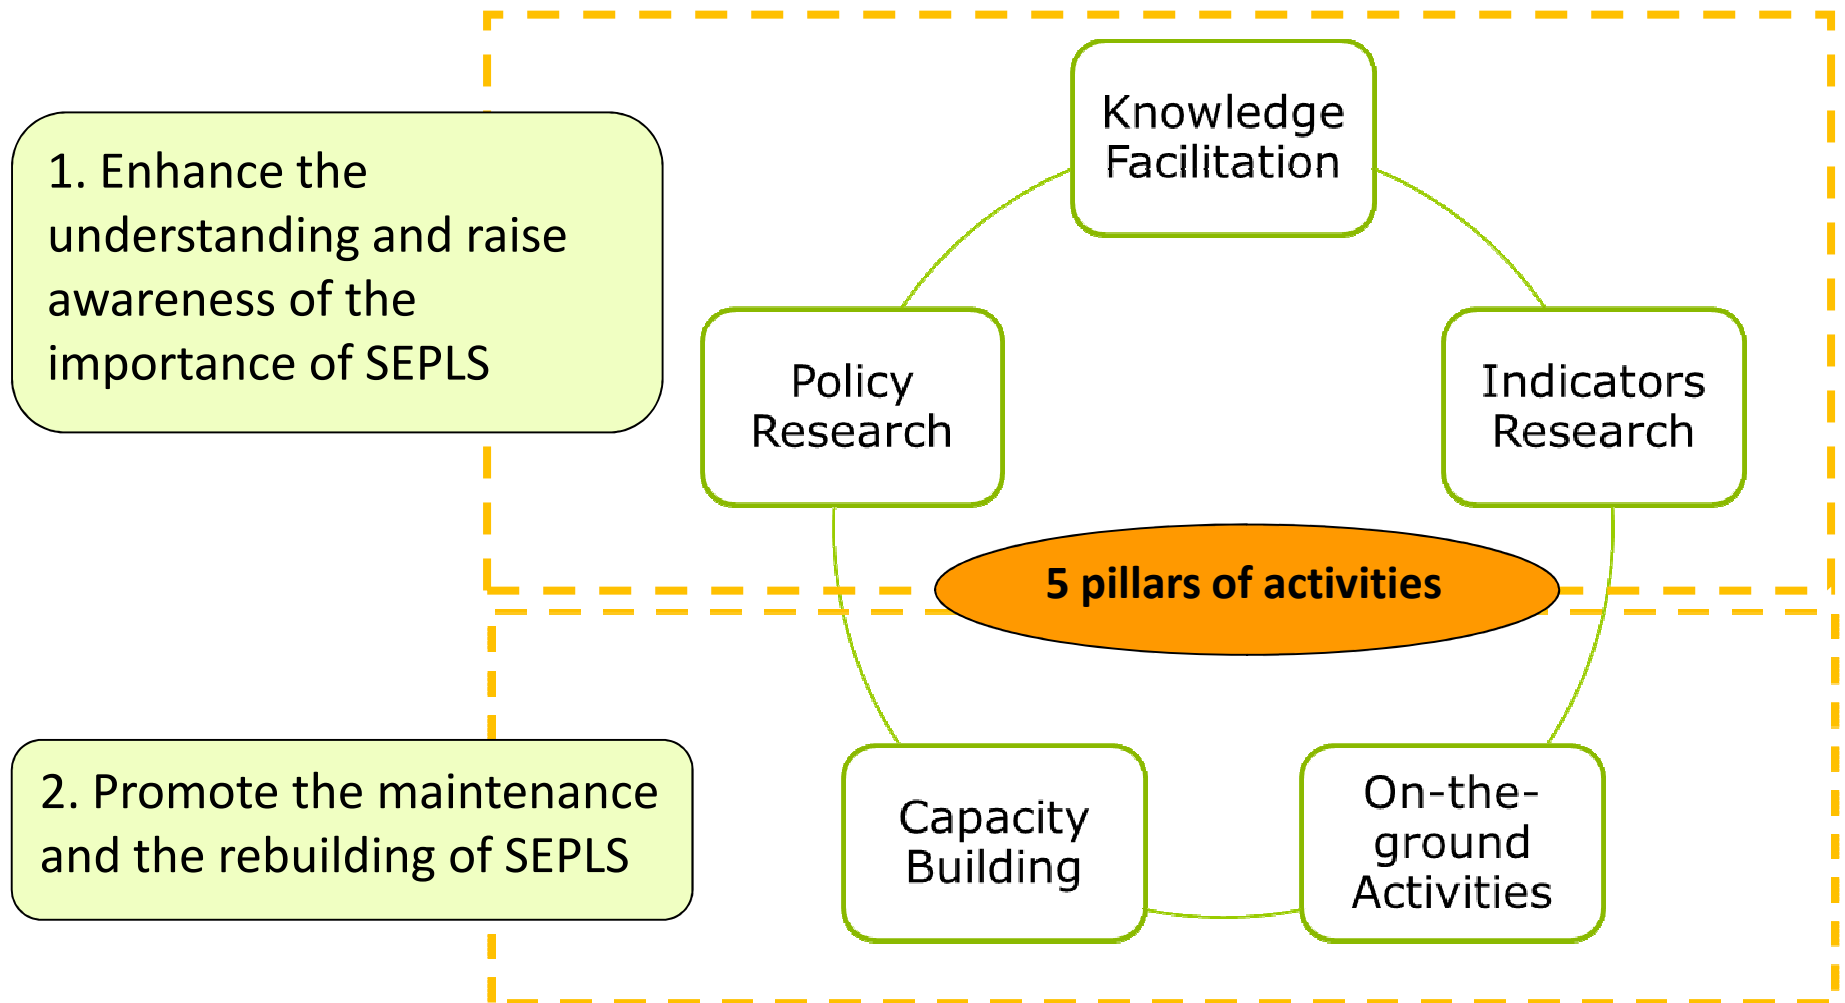 Knowledge
Facilitation
1. Enhance the
understanding and raise
awareness of the
importance of SEPLS
Policy
Research
Indicators
Research
5 pillars of activities
2. Promote the maintenance
and the rebuilding of SEPLS
Capacity
Building
On-the-
ground
Activities